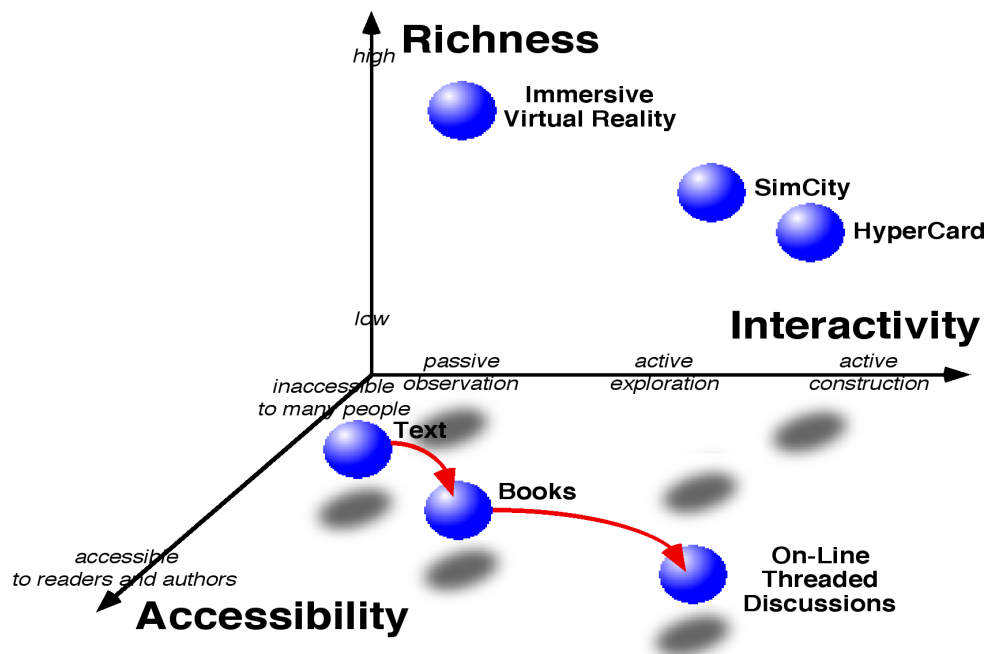 Richness
high
Immersive
Virtual Reality
SimCity
HyperCard
low
Interactivity
passive
observation
active
exploration
active
construction
inaccessible
to many people
Text
Books
accessible
to readers and authors
On-Line
Threaded
Discussions
Accessibility